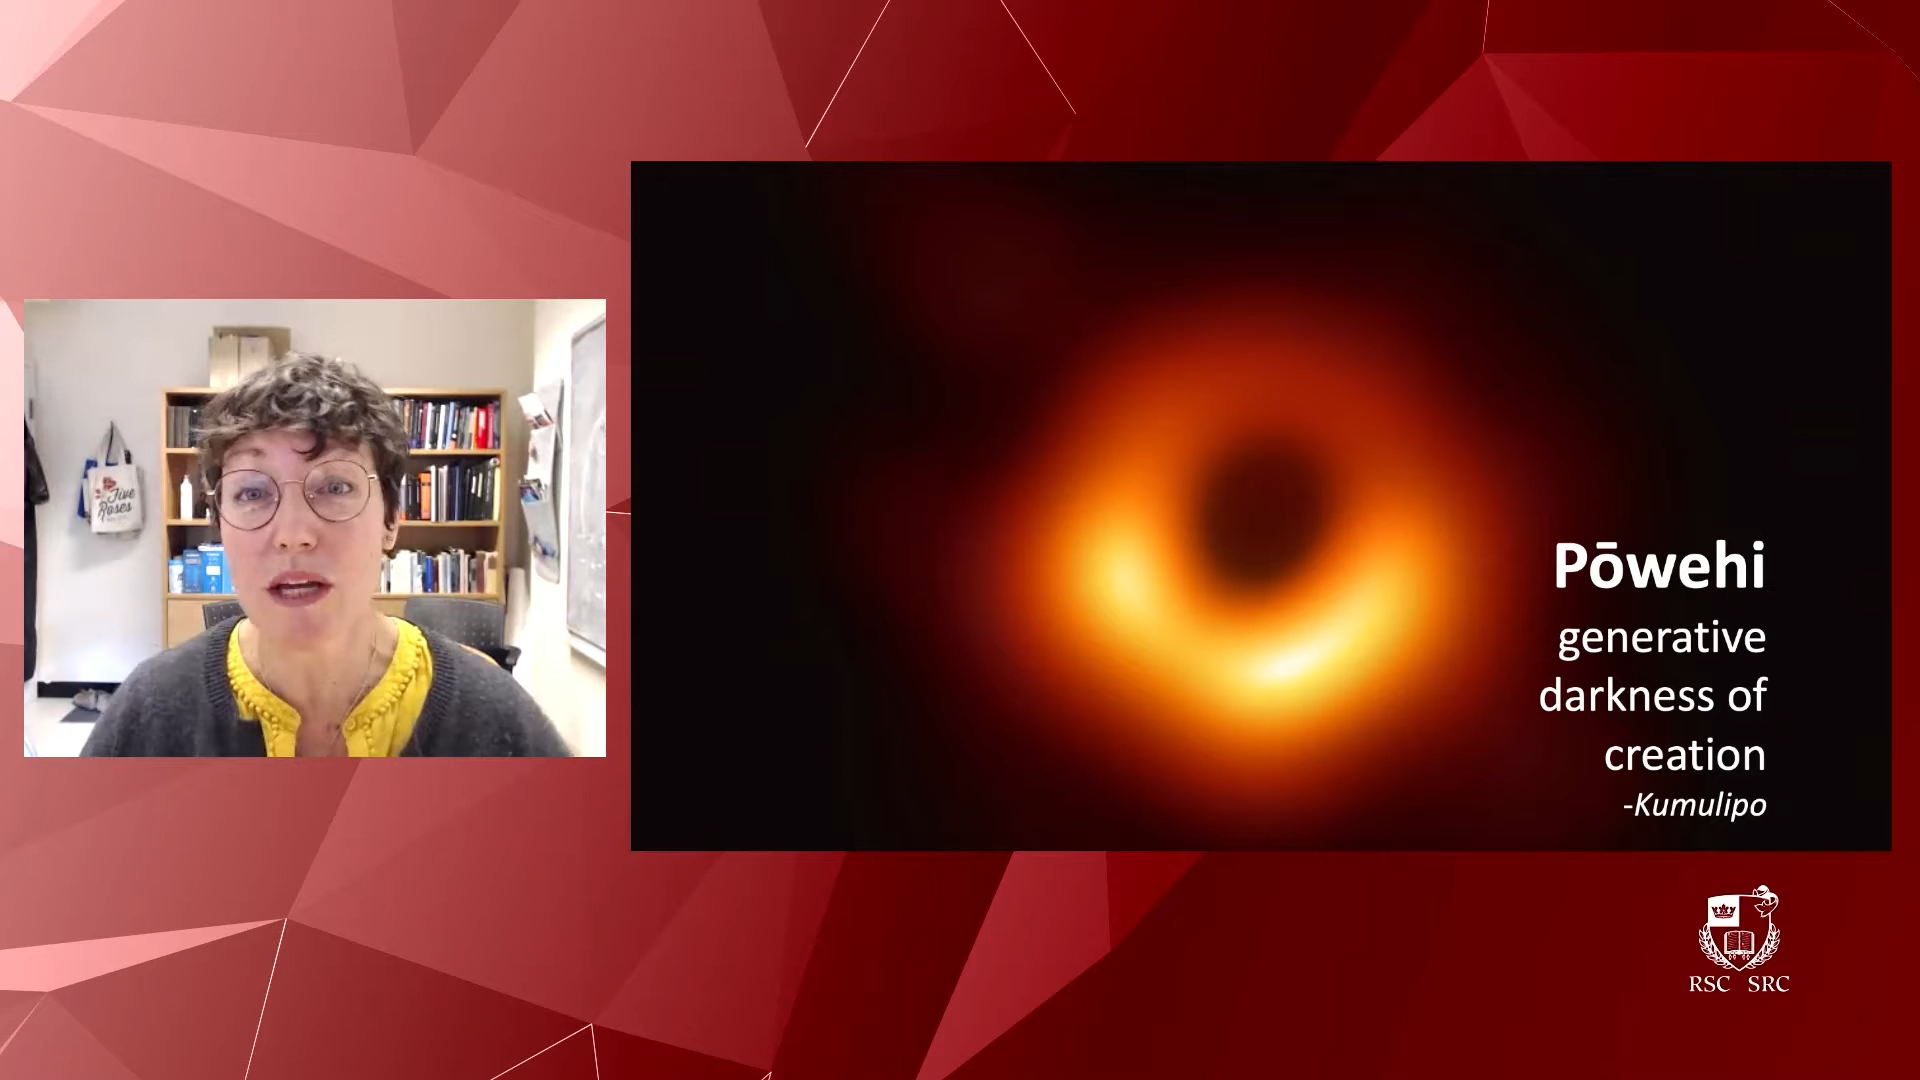 Five
Roses
Pōwehi
generative
darkness of
creation
-Kumulipo
RSC SRC